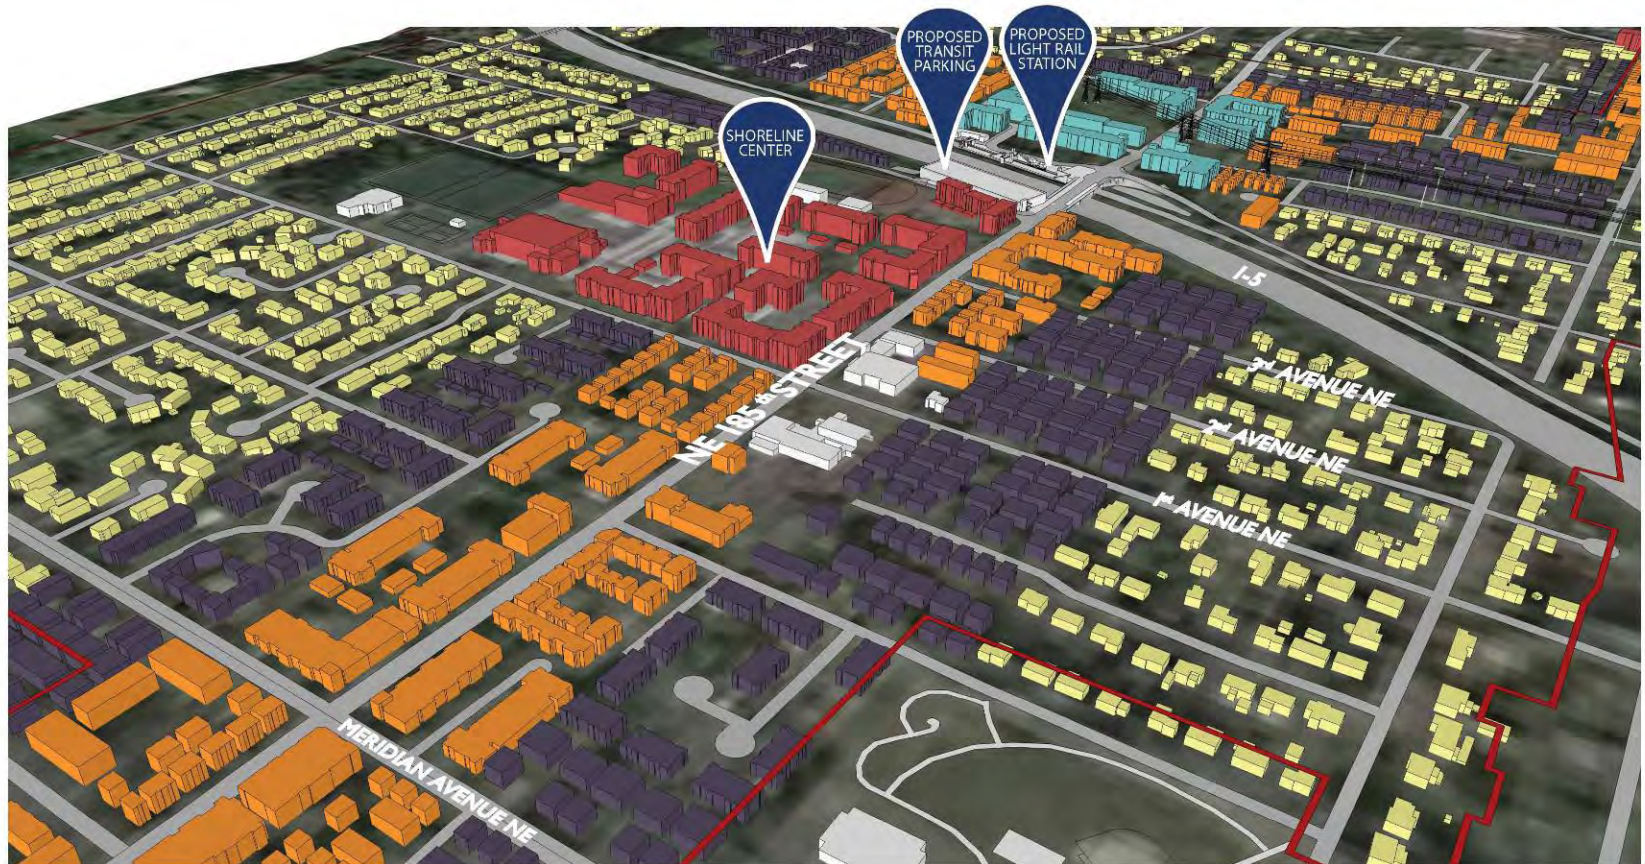 PROPOSED
TRANSIT
PARKING
PROPOSED
LIGHT RAIL
STATION
SHORELINE
CENTER
I-5
NE 185th STREET
3rd AVENUE NE
2nd AVENUE NE
1st AVENUE NE
MERIDIAN AVENUE NE